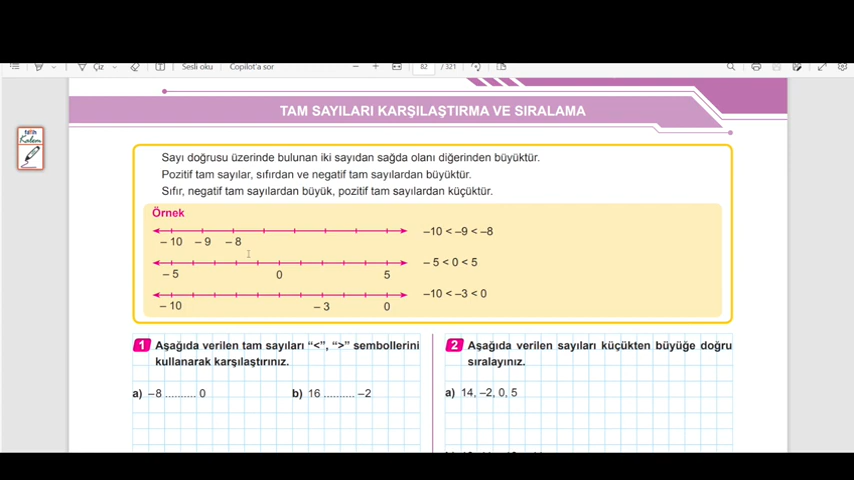 Çiz
Sesli oku
Copilot'a sor
82 / 321
TAM SAYILARI KARŞILAŞTIRMA VE SIRALAMA
Kalem
Sayı doğrusu üzerinde bulunan iki sayıdan sağda olanı diğerinden büyüktür.
Pozitif tam sayılar, sıfırdan ve negatif tam sayılardan büyüktür.
Sıfır, negatif tam sayılardan büyük, pozitif tam sayılardan küçüktür.
Örnek
– 10 – 9 – 8
–10 < –9 < –8
– 5 0 5
– 5 < 0 < 5
– 10 – 3 0
–10 < –3 < 0
1 Aşağıda verilen tam sayıları “<”, “>” sembollerini
kullanarak karşılaştırınız.
a) –8 .......... 0
b) 16 .......... –2
2 Aşağıda verilen sayıları küçükten büyüğe doğru
sıralayınız.
a) 14, –2, 0, 5